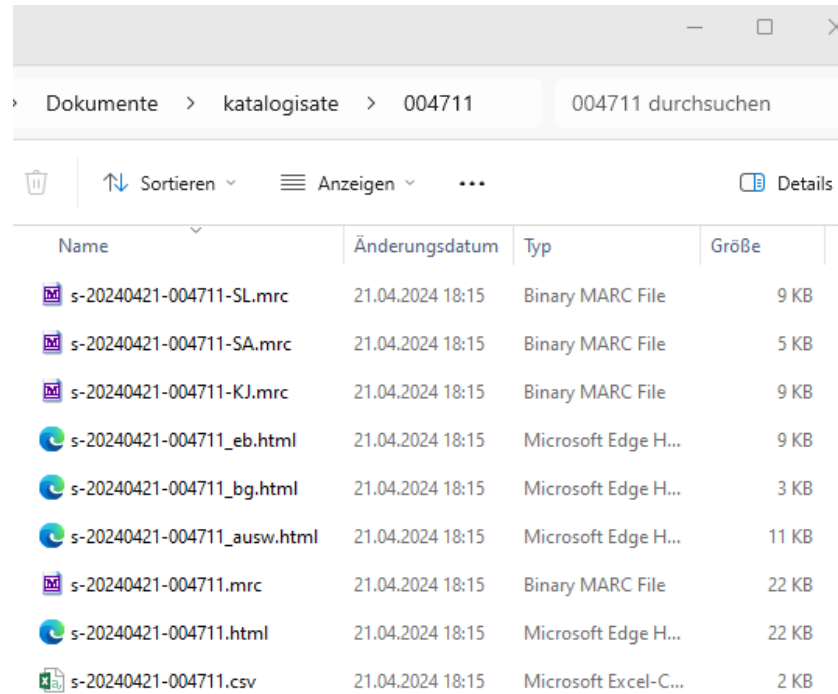 Dokumente > katalogisate > 004711 004711 durchsuchen
Sortieren Anzeigen ••• Details
Name Änderungsdatum Typ Größe
s-20240421-004711-SL.mrc 21.04.2024 18:15 Binary MARC File 9 KB
s-20240421-004711-SA.mrc 21.04.2024 18:15 Binary MARC File 5 KB
s-20240421-004711-KJ.mrc 21.04.2024 18:15 Binary MARC File 9 KB
s-20240421-004711_eb.html 21.04.2024 18:15 Microsoft Edge H... 9 KB
s-20240421-004711_bg.html 21.04.2024 18:15 Microsoft Edge H... 3 KB
s-20240421-004711_ausw.html 21.04.2024 18:15 Microsoft Edge H... 11 KB
s-20240421-004711.mrc 21.04.2024 18:15 Binary MARC File 22 KB
s-20240421-004711.html 21.04.2024 18:15 Microsoft Edge H... 22 KB
s-20240421-004711.csv 21.04.2024 18:15 Microsoft Excel-C... 2 KB